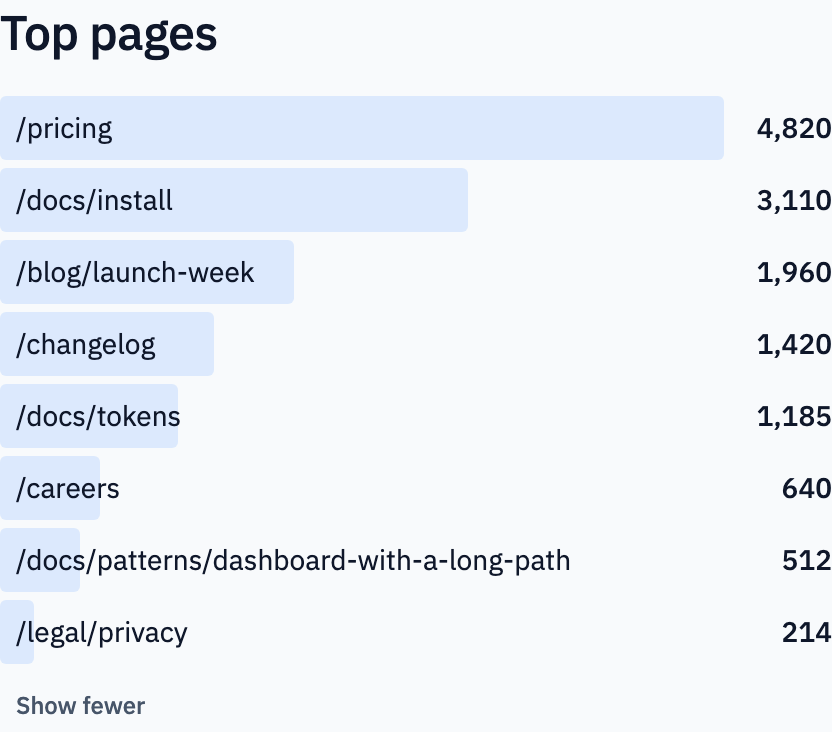 Top pages
/pricing 4,820
/docs/install 3,110
/blog/launch-week 1,960
/changelog 1,420
/docs/tokens 1,185
/careers 640
/docs/patterns/dashboard-with-a-long-path 512
/legal/privacy 214
Show fewer